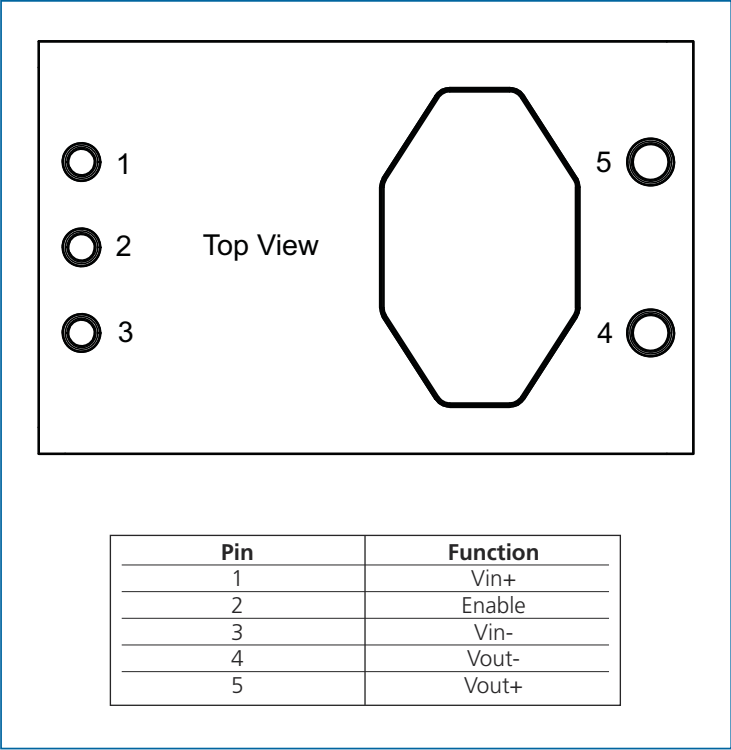 1
5
2
Top View
3
4
Pin Function
1 Vin+
2 Enable
3 Vin-
4 Vout-
5 Vout+